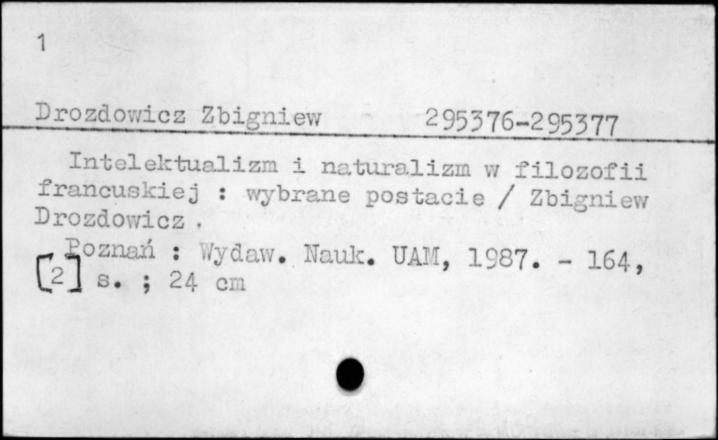 1
Drozdowicz Zbigniew 295376-295377
Intelektualizm i naturalizm w filozofii
francuskiej : wybrane postacie / Zbigniew
Drozdowicz.
Poznań : Wydaw. Nauk. UAM, 1987. - 164,
[2] s. ; 24 cm